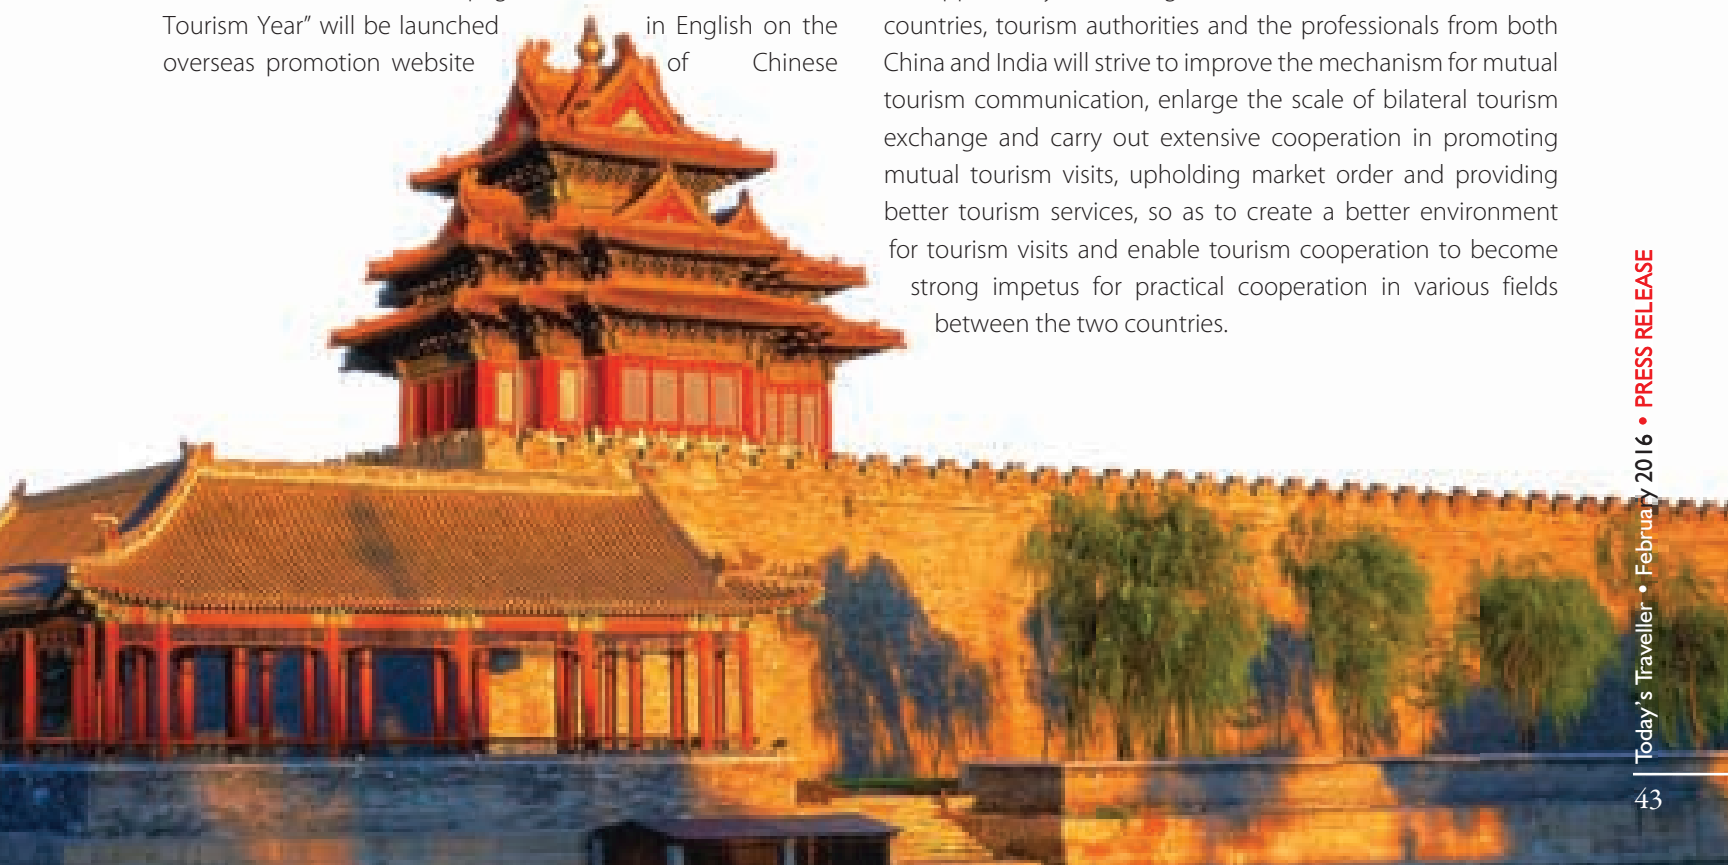 Tourism Year” will be launched in English on the
overseas promotion website of Chinese
countries, tourism authorities and the professionals from both
China and India will strive to improve the mechanism for mutual
tourism communication, enlarge the scale of bilateral tourism
exchange and carry out extensive cooperation in promoting
mutual tourism visits, upholding market order and providing
better tourism services, so as to create a better environment
for tourism visits and enable tourism cooperation to become
strong impetus for practical cooperation in various fields
between the two countries.
Today’s Traveller • February 2016 • PRESS RELEASE
43